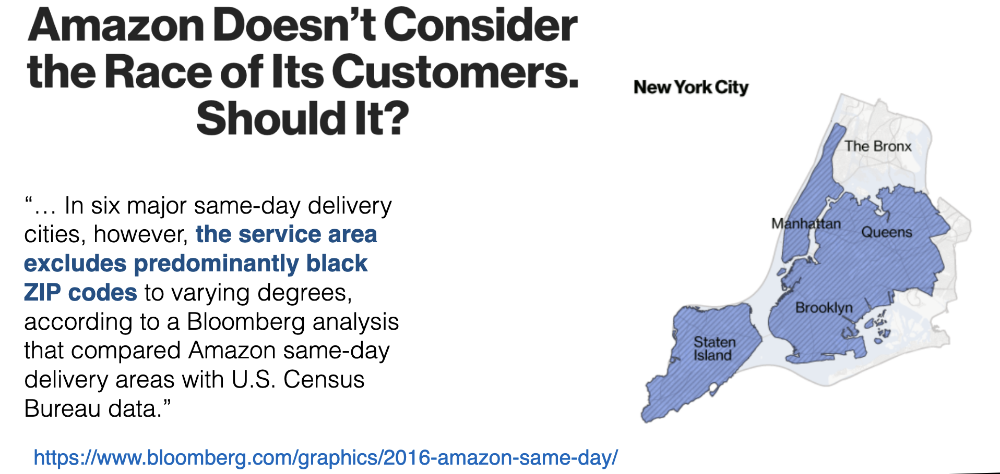 Amazon Doesn’t Consider
the Race of Its Customers.
Should It?
“… In six major same-day delivery
cities, however, the service area
excludes predominantly black
ZIP codes to varying degrees,
according to a Bloomberg analysis
that compared Amazon same-day
delivery areas with U.S. Census
Bureau data.”
https://www.bloomberg.com/graphics/2016-amazon-same-day/
New York City
The Bronx
Manhattan
Queens
Brooklyn
Staten
Island